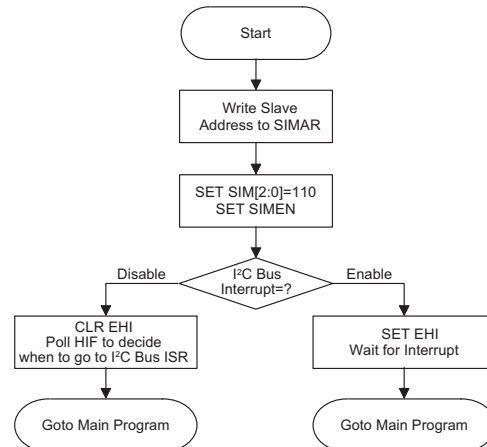 Start
Write Slave
Address to SIMAR
SET SIM[2:0]=110
SET SIMEN
I²C Bus
Interrupt=?
Disable
Enable
CLR EHI
Poll HIF to decide
when to go to I²C Bus ISR
SET EHI
Wait for Interrupt
Goto Main Program
Goto Main Program